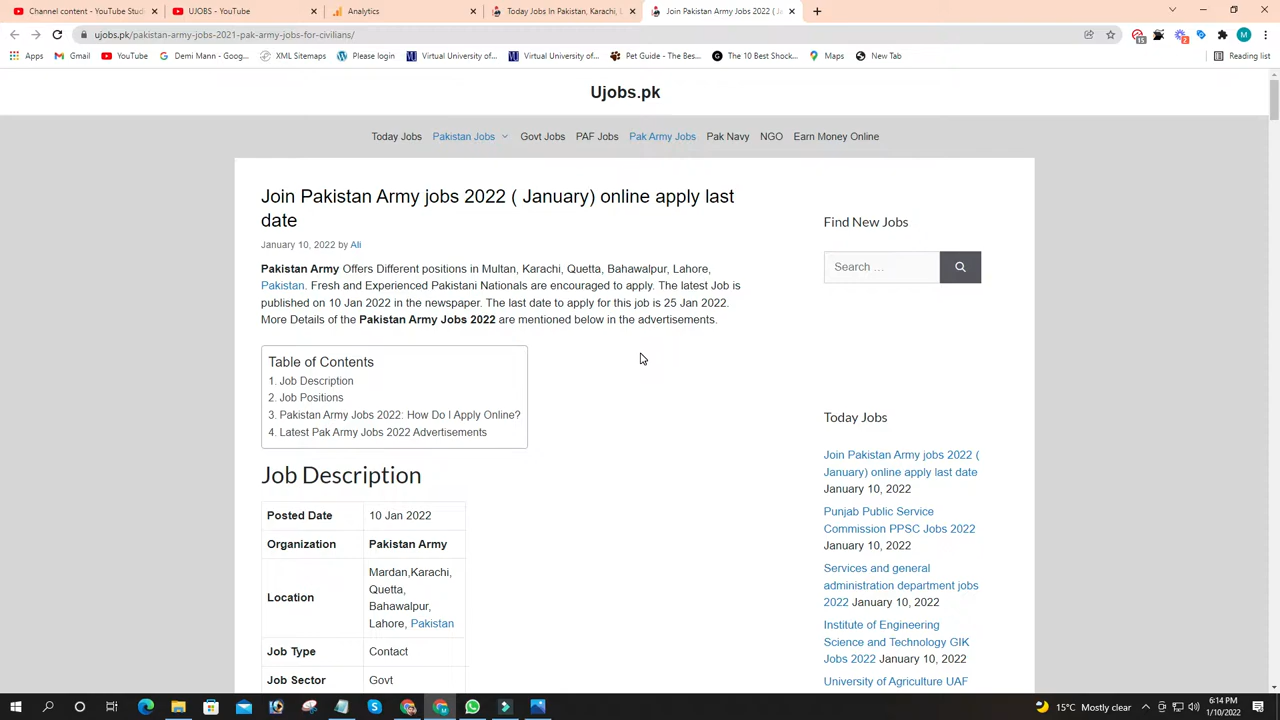 Channel content - YouTube Studi
UJOBS - YouTube
Analytics
Today Jobs In Pakistan, Karachi, L
Join Pakistan Army Jobs 2022 ( Ja
ujobs.pk/pakistan-army-jobs-2021-pak-army-jobs-for-civilians/
Apps
Gmail
YouTube
Demi Mann - Goog...
XML Sitemaps
Please login
Virtual University of...
Virtual University of...
Pet Guide - The Bes...
The 10 Best Shock...
Maps
New Tab
Reading list
Ujobs.pk
Today Jobs Pakistan Jobs Govt Jobs PAF Jobs Pak Army Jobs Pak Navy NGO Earn Money Online
Join Pakistan Army jobs 2022 ( January) online apply last
date
January 10, 2022 by Ali
Pakistan Army Offers Different positions in Multan, Karachi, Quetta, Bahawalpur, Lahore,
Pakistan. Fresh and Experienced Pakistani Nationals are encouraged to apply. The latest Job is
published on 10 Jan 2022 in the newspaper. The last date to apply for this job is 25 Jan 2022.
More Details of the Pakistan Army Jobs 2022 are mentioned below in the advertisements.
Table of Contents
1. Job Description
2. Job Positions
3. Pakistan Army Jobs 2022: How Do I Apply Online?
4. Latest Pak Army Jobs 2022 Advertisements
Job Description
Posted Date 10 Jan 2022
Organization Pakistan Army
Location
Mardan,Karachi,
Quetta,
Bahawalpur,
Lahore, Pakistan
Job Type Contact
Job Sector Govt
Find New Jobs
Search …
Today Jobs
Join Pakistan Army jobs 2022 (
January) online apply last date
January 10, 2022
Punjab Public Service
Commission PPSC Jobs 2022
January 10, 2022
Services and general
administration department jobs
2022 January 10, 2022
Institute of Engineering
Science and Technology GIK
Jobs 2022 January 10, 2022
University of Agriculture UAF
15°C Mostly clear
6:14 PM
1/10/2022